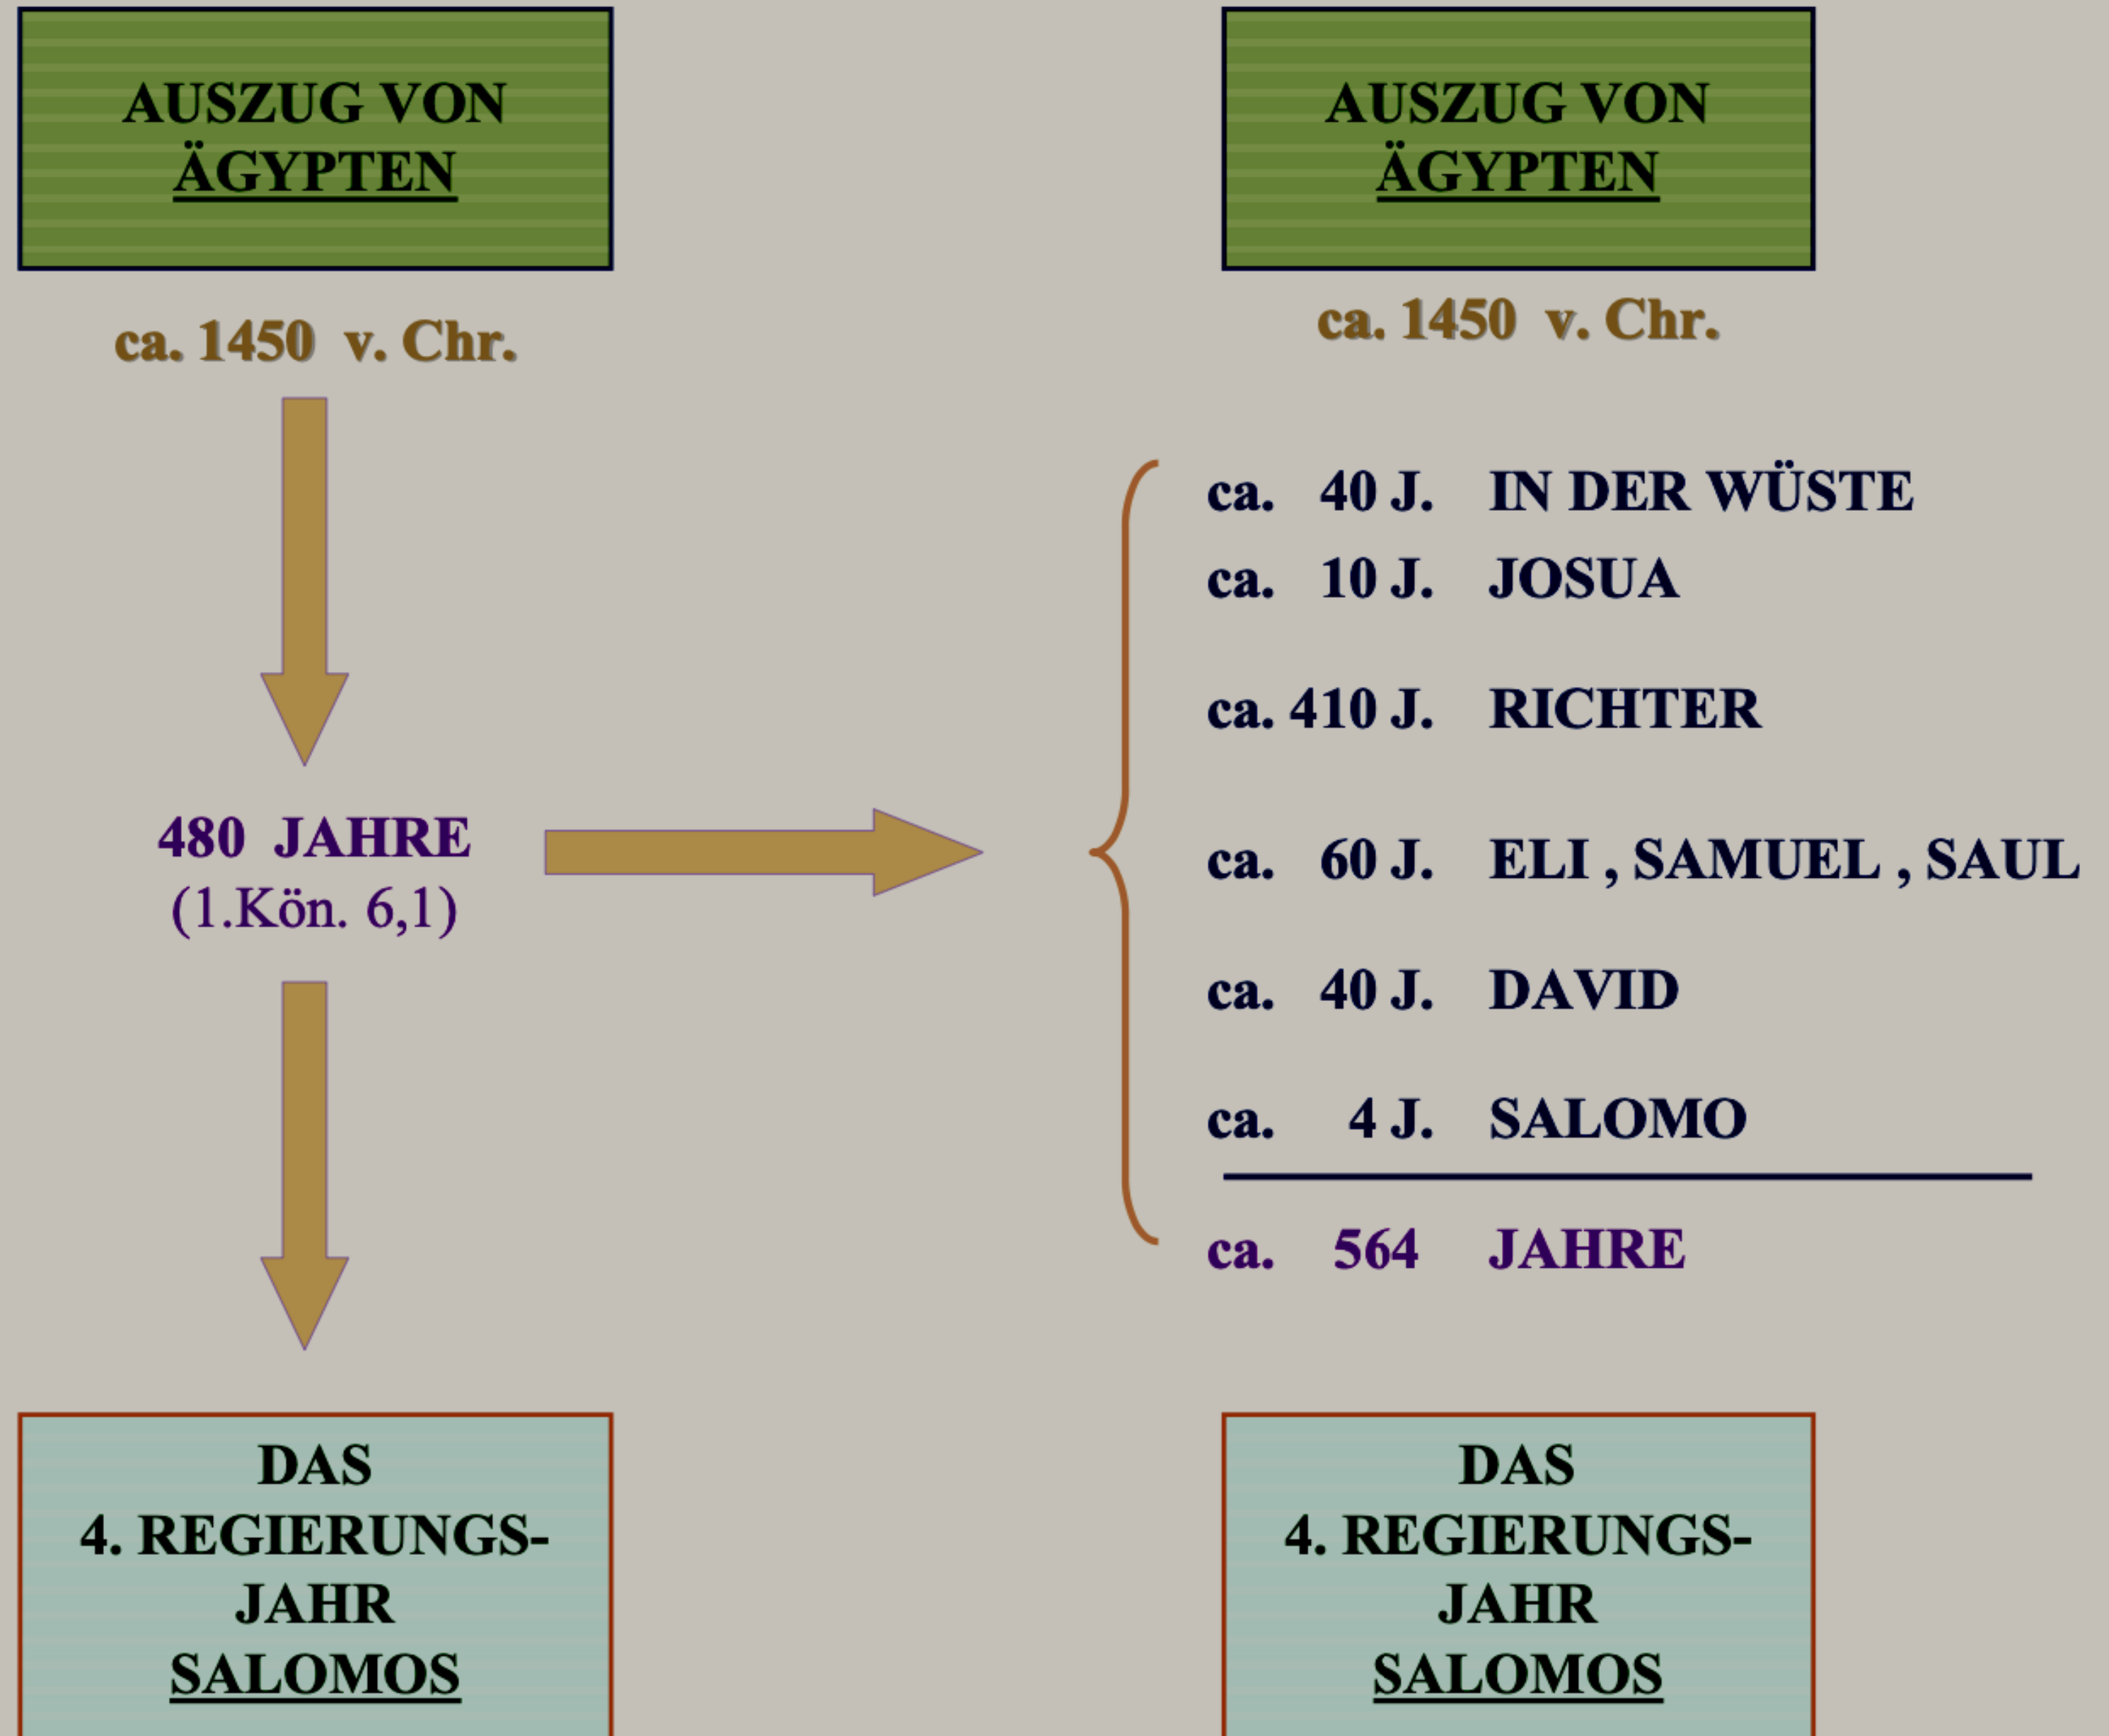 AUSZUG VON
ÄGYPTEN
ca. 1450 v. Chr.
480 JAHRE
(1.Kön. 6,1)
DAS
4. REGIERUNGS-
JAHR
SALOMOS
AUSZUG VON
ÄGYPTEN
ca. 1450 v. Chr.
ca. 40 J. IN DER WÜSTE
ca. 10 J. JOSUA
ca. 410 J. RICHTER
ca. 60 J. ELI , SAMUEL , SAUL
ca. 40 J. DAVID
ca. 4 J. SALOMO
ca. 564 JAHRE
DAS
4. REGIERUNGS-
JAHR
SALOMOS